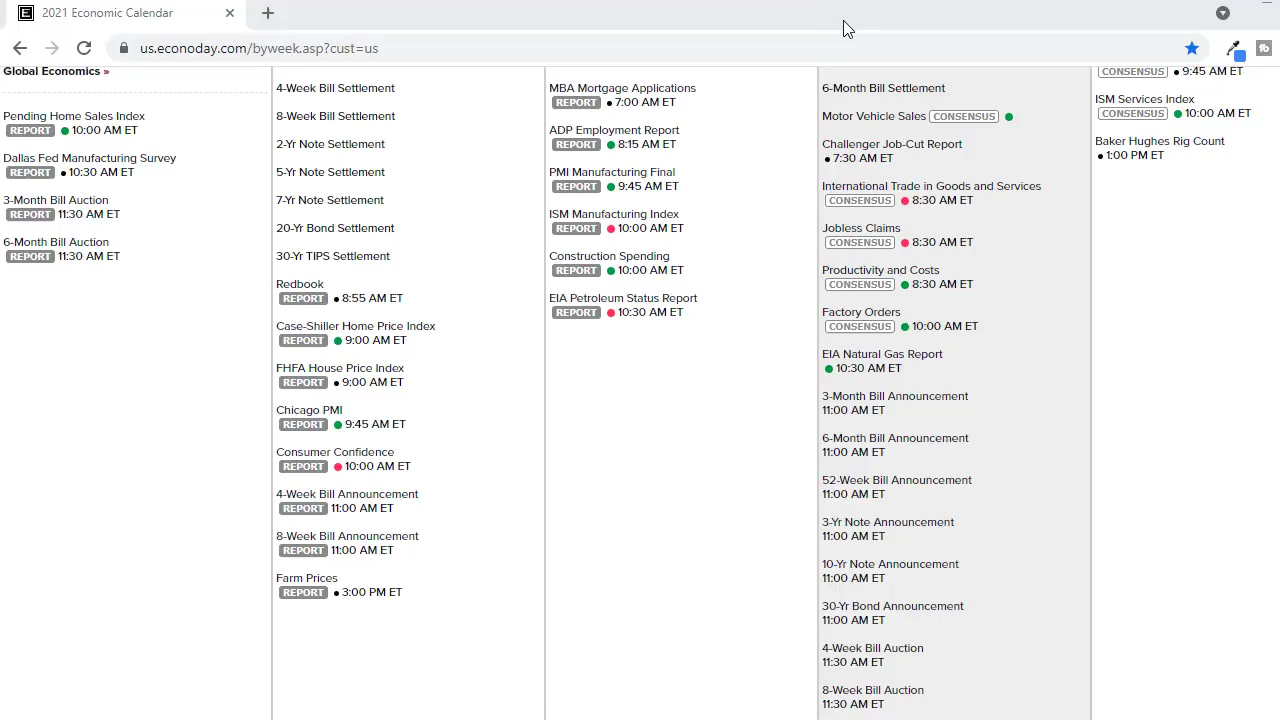 2021 Economic Calendar
us.econoday.com/byweek.asp?cust=us
Global Economics »
Pending Home Sales Index
REPORT 10:00 AM ET
Dallas Fed Manufacturing Survey
REPORT 10:30 AM ET
3-Month Bill Auction
REPORT 11:30 AM ET
6-Month Bill Auction
REPORT 11:30 AM ET
4-Week Bill Settlement
8-Week Bill Settlement
2-Yr Note Settlement
5-Yr Note Settlement
7-Yr Note Settlement
20-Yr Bond Settlement
30-Yr TIPS Settlement
Redbook
REPORT 8:55 AM ET
Case-Shiller Home Price Index
REPORT 9:00 AM ET
FHFA House Price Index
REPORT 9:00 AM ET
Chicago PMI
REPORT 9:45 AM ET
Consumer Confidence
REPORT 10:00 AM ET
4-Week Bill Announcement
REPORT 11:00 AM ET
8-Week Bill Announcement
REPORT 11:00 AM ET
Farm Prices
REPORT 3:00 PM ET
MBA Mortgage Applications
REPORT 7:00 AM ET
ADP Employment Report
REPORT 8:15 AM ET
PMI Manufacturing Final
REPORT 9:45 AM ET
ISM Manufacturing Index
REPORT 10:00 AM ET
Construction Spending
REPORT 10:00 AM ET
EIA Petroleum Status Report
REPORT 10:30 AM ET
6-Month Bill Settlement
Motor Vehicle Sales CONSENSUS
Challenger Job-Cut Report
7:30 AM ET
International Trade in Goods and Services
CONSENSUS 8:30 AM ET
Jobless Claims
CONSENSUS 8:30 AM ET
Productivity and Costs
CONSENSUS 8:30 AM ET
Factory Orders
CONSENSUS 10:00 AM ET
EIA Natural Gas Report
10:30 AM ET
3-Month Bill Announcement
11:00 AM ET
6-Month Bill Announcement
11:00 AM ET
52-Week Bill Announcement
11:00 AM ET
3-Yr Note Announcement
11:00 AM ET
10-Yr Note Announcement
11:00 AM ET
30-Yr Bond Announcement
11:00 AM ET
4-Week Bill Auction
11:30 AM ET
8-Week Bill Auction
11:30 AM ET
CONSENSUS 9:45 AM ET
ISM Services Index
CONSENSUS 10:00 AM ET
Baker Hughes Rig Count
1:00 PM ET